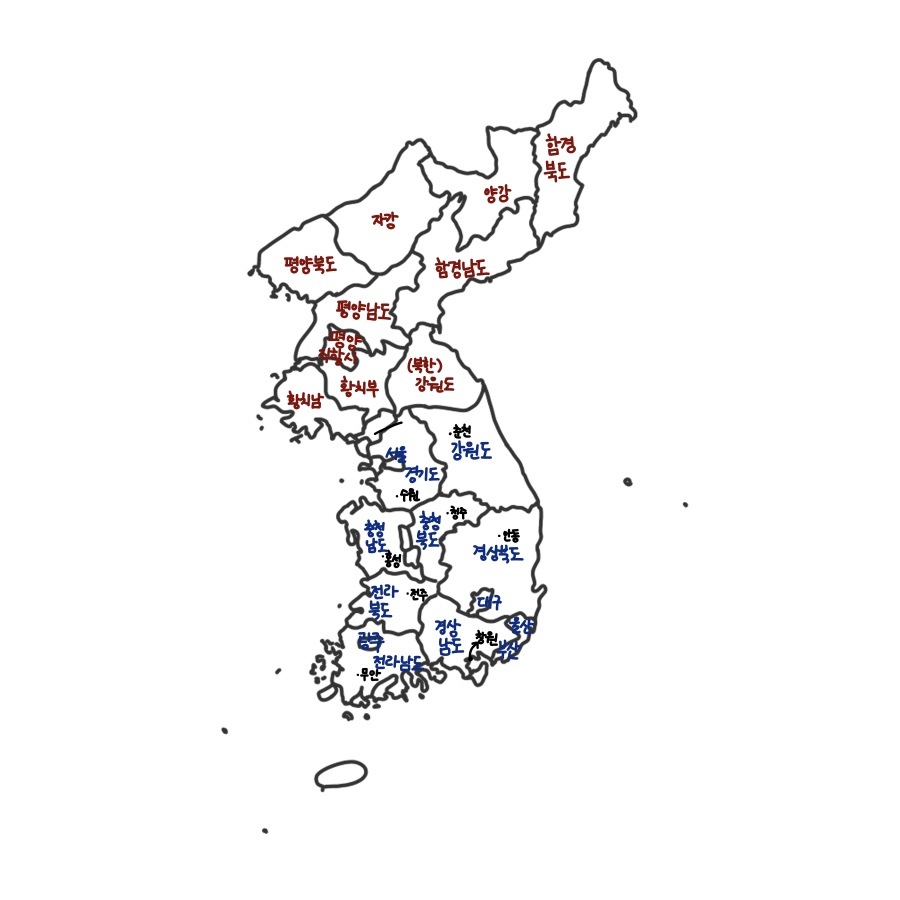 함경
북도
양강
자강
평양북도
함경남도
평양남도
평양
직할시
(북한)
강원도
황치남
황치부
춘천
강원도
서울
경기도
수원
충청
남도
홍성
충청
북도
청주
안동
경상북도
대구
전라
북도
전주
경상
남도
창원
울산
부산
광주
전라남도
무안